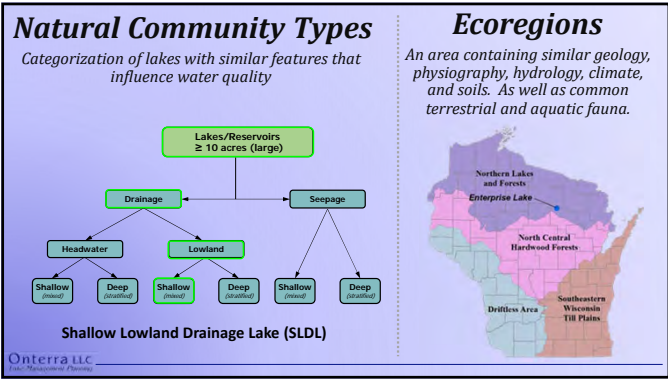 Natural Community Types
Categorization of lakes with similar features that
influence water quality
Lakes/Reservoirs
≥ 10 acres (large)
Drainage
Seepage
Headwater
Lowland
Shallow
(mixed)
Deep
(stratified)
Shallow
(mixed)
Deep
(stratified)
Shallow
(mixed)
Deep
(stratified)
Shallow Lowland Drainage Lake (SLDL)
Ecoregions
An area containing similar geology,
physiography, hydrology, climate,
and soils. As well as common
terrestrial and aquatic fauna.
Northern Lakes
and Forests
Enterprise Lake
North Central
Hardwood Forests
Driftless Area
Southeastern
Wisconsin
Till Plains
Onterra LLC
Lake Management Planning